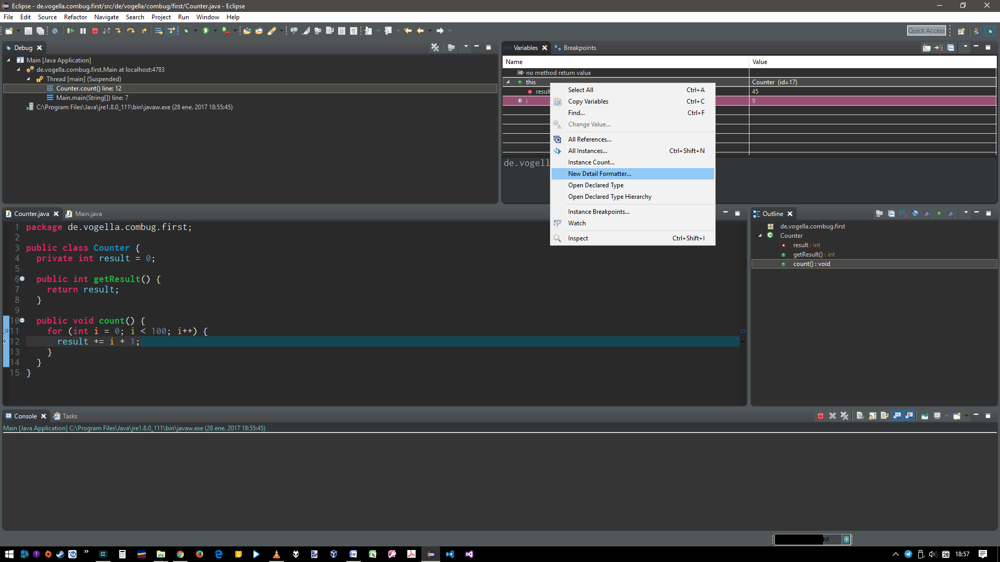 Eclipse - de.vogella.combug.first/src/de/vogella/combug/first/Counter.java - Eclipse
File Edit Source Refactor Navigate Search Project Run Window Help
Quick Access
Debug
Main [Java Application]
de.vogella.combug.first.Main at localhost:4783
Thread [main] (Suspended)
Counter.count() line: 12
Main.main(String[]) line: 7
C:\Program Files\Java\jre1.8.0_111\bin\javaw.exe (28 ene. 2017 18:55:45)
Variables Breakpoints
Name Value
no method return value
this Counter (id=17)
result 45
i 9
de.vogell
Select All Ctrl+A
Copy Variables Ctrl+C
Find... Ctrl+F
Change Value...
All References...
All Instances... Ctrl+Shift+N
Instance Count...
New Detail Formatter...
Open Declared Type
Open Declared Type Hierarchy
Instance Breakpoints...
Watch
Inspect Ctrl+Shift+I
Counter.java Main.java
1 package de.vogella.combug.first;
2
3 public class Counter {
4 private int result = 0;
5
6 public int getResult() {
7 return result;
8 }
9
10 public void count() {
11 for (int i = 0; i < 100; i++) {
12 result += i + 1;
13 }
14 }
15 }
Outline
de.vogella.combug.first
Counter
result : int
getResult() : int
count() : void
Console Tasks
Main [Java Application] C:\Program Files\Java\jre1.8.0_111\bin\javaw.exe (28 ene. 2017 18:55:45)
M
28 18:57